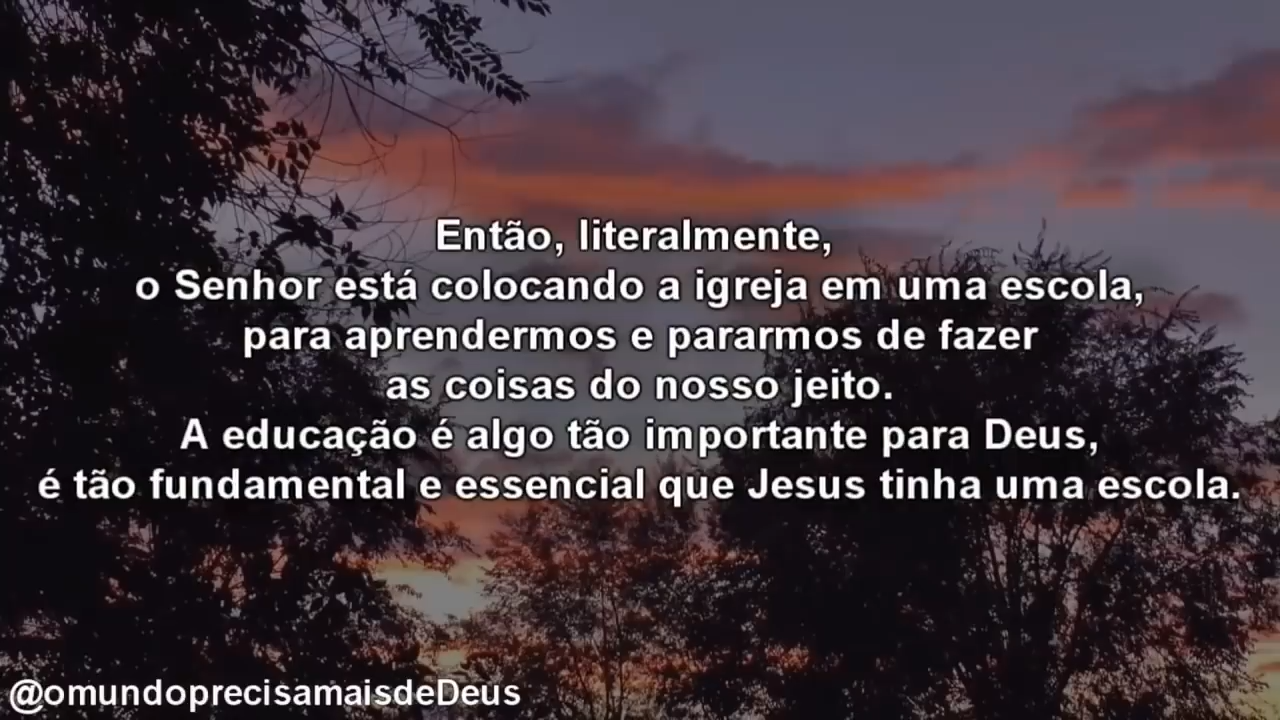 Então, literalmente,
o Senhor está colocando a igreja em uma escola,
para aprendermos e pararmos de fazer
as coisas do nosso jeito.
A educação é algo tão importante para Deus,
é tão fundamental e essencial que Jesus tinha uma escola.
@omundoprecisamaisdeDeus